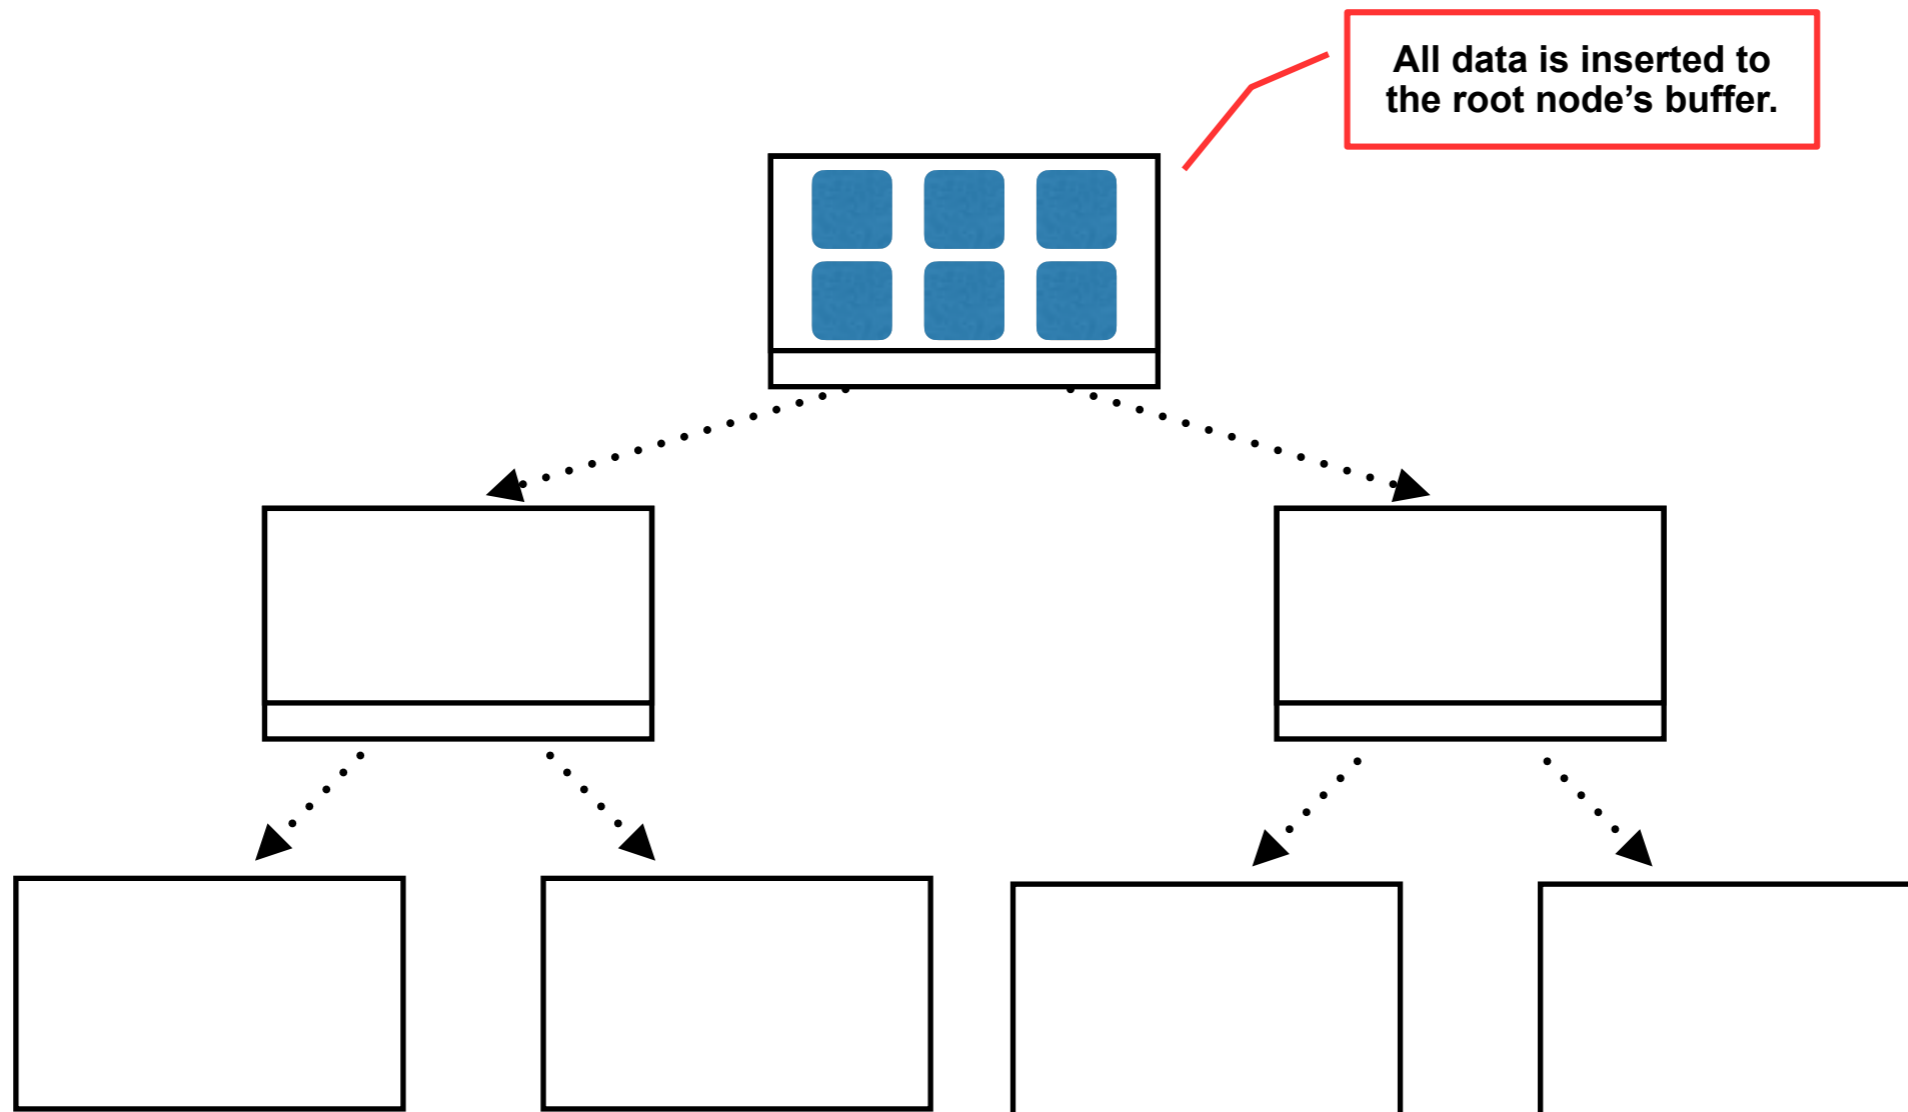 All data is inserted to
the root node’s buffer.